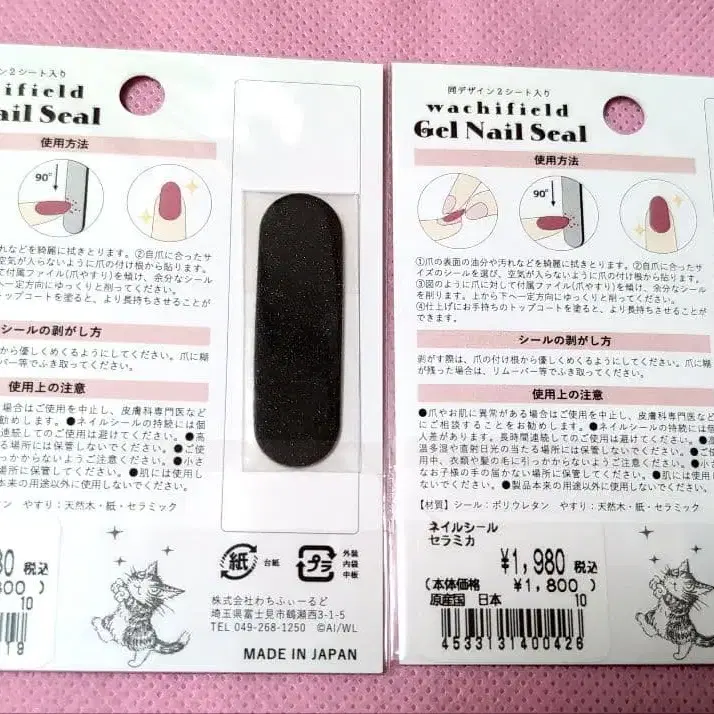 ン2シート入り
ifield
ail Seal
使用方法
90°
れなどを綺麗に拭きとります。②自爪に合ったサ
空気が入らないように爪の付け根から貼ります。
て付属ファイル(爪やすり)を傾け、余分なシール
一定方向にゆっくりと削ってください。
トップコートを塗ると、より長持ちさせることが
シールの剥がし方
から優しくめくるようにしてください。爪に糊
バー等でふき取ってください。
使用上の注意
場合はご使用を中止し、皮膚科専門医など
勧めします。●ネイルシールの持続には個
連続してのご使用は避けてください。●高
る場所には保管しないでください。●ご使
かからないようご注意ください。●小さ
い場所に保管してください。●肌には使用し
本来の用途以外に使用しないでください。
タン やすり:天然木・紙・セラミック
80 税込
800 )
10
紙
台紙
プラ
外装
内袋
中板
株式会社わちふぃーるど
埼玉県富士見市鶴瀬西3-1-5
TEL 049-268-1250 ©AI/WL
MADE IN JAPAN
同デザイン2シート入り
wachifield
Gel Nail Seal
使用方法
90°
①爪の表面の油分や汚れなどを綺麗に拭きとります。②自爪に合ったサ
イズのシールを選び、空気が入らないように爪の付け根から貼ります。
③図のように爪に対して付属ファイル(爪やすり)を傾け、余分なシール
を削ります。上から下へ一定方向にゆっくりと削ってください。
④仕上げにお手持ちのトップコートを塗ると、より長持ちさせることが
できます。
シールの剥がし方
剥がす際は、爪の付け根から優しくめくるようにしてください。爪に糊
が残った場合は、リムーバー等でふき取ってください。
使用上の注意
●爪やお肌に異常がある場合はご使用を中止し、皮膚科専門医など
にご相談することをお勧めします。●ネイルシールの持続には個
人差があります。長時間連続してのご使用は避けてください。●高
温多湿や直射日光の当たる場所には保管しないでください。●ご使
用中、衣類や髪の毛に引っかからないようご注意ください。●小さ
なお子様の手の届かない場所に保管してください。●肌には使用し
ないでください。●製品本来の用途以外に使用しないでください。
【材質】シール:ポリウレタン やすり:天然木・紙・セラミック
ネイルシール
セラミカ
¥1,980 税込
(本体価格 ¥1,800 )
原産国 日本 10
4533131400426